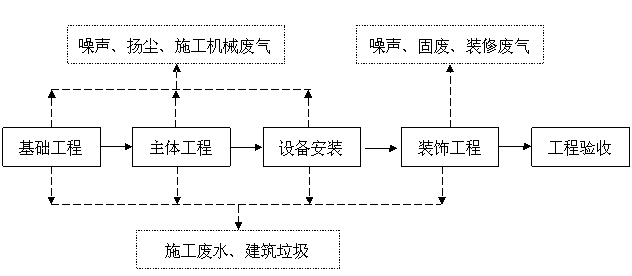 噪声、扬尘、施工机械废气
噪声、固废、装修废气
基础工程
主体工程
设备安装
装饰工程
工程验收
施工废水、建筑垃圾